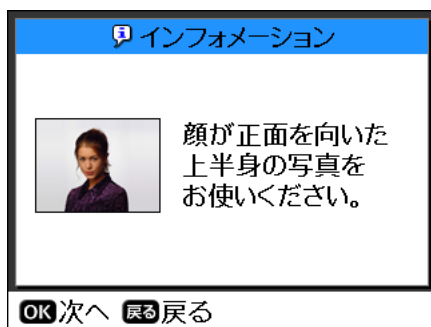 インフォメーション
顔が正面を向いた
上半身の写真を
お使いください。
OK次へ 戻る戻る